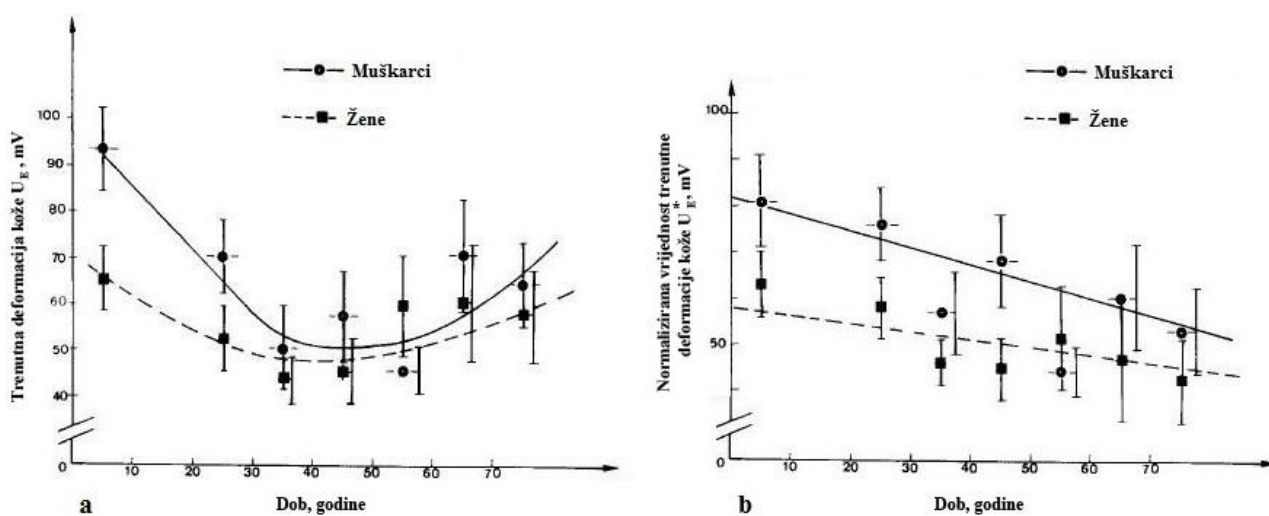 Muškarci
Žene
Trenutna deformacija kože U_E , mV
100
90
80
70
60
50
40
0
10
20
30
40
50
60
70
a
Dob, godine
Muškarci
Žene
Normalizirana vrijednost trenutne
deformacije kože U*_E, mV
100
50
0
10
20
30
40
50
60
70
b
Dob, godine